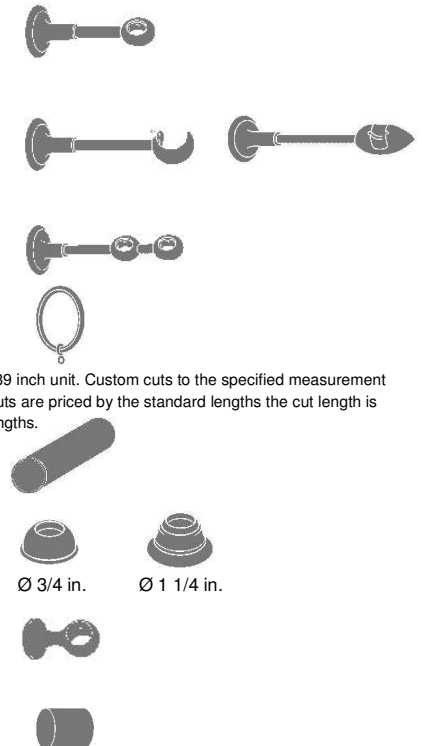 39 inch unit. Custom cuts to the specified measurement
uts are priced by the standard lengths the cut length is
ngths.
Ø 3/4 in.
Ø 1 1/4 in.